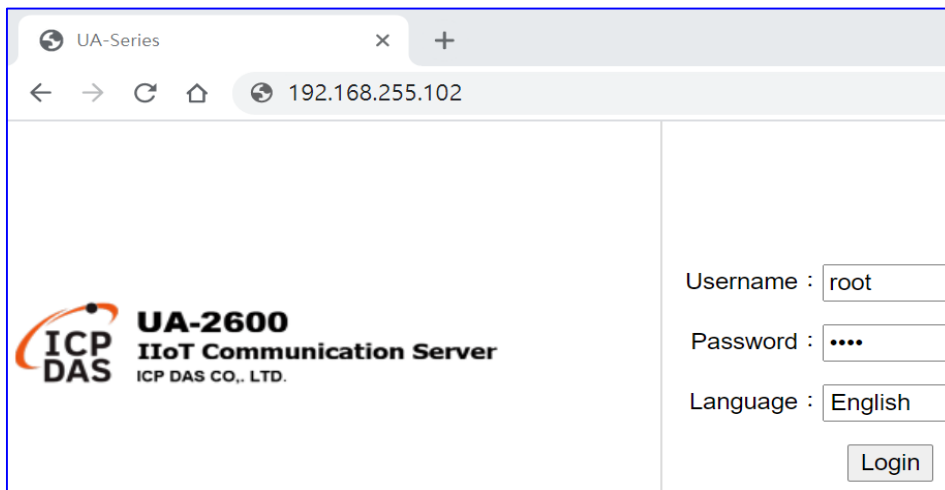 UA-Series
192.168.255.102
ICP DAS
UA-2600
IIoT Communication Server
ICP DAS CO,. LTD.
Username：root
Password：••••
Language：English
Login